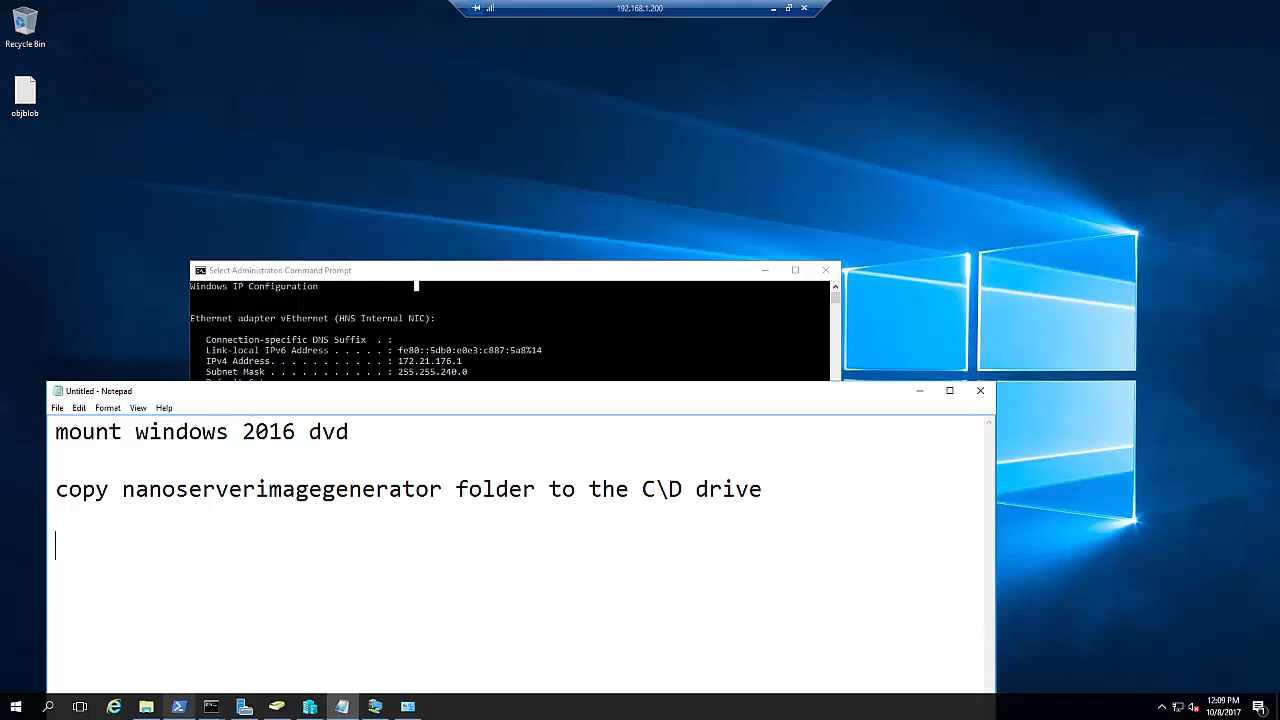 192.168.1.200
Recycle Bin
objblob
Select Administrator: Command Prompt
Windows IP Configuration
Ethernet adapter vEthernet (HNS Internal NIC):
Connection-specific DNS Suffix . :
Link-local IPv6 Address . . . . . : fe80::5db0:e0e3:c887:5a8%14
IPv4 Address. . . . . . . . . . . : 172.21.176.1
Subnet Mask . . . . . . . . . . . : 255.255.240.0
Untitled - Notepad
File Edit Format View Help
mount windows 2016 dvd
copy nanoserverimagegenerator folder to the C\D drive
12:09 PM
10/8/2017